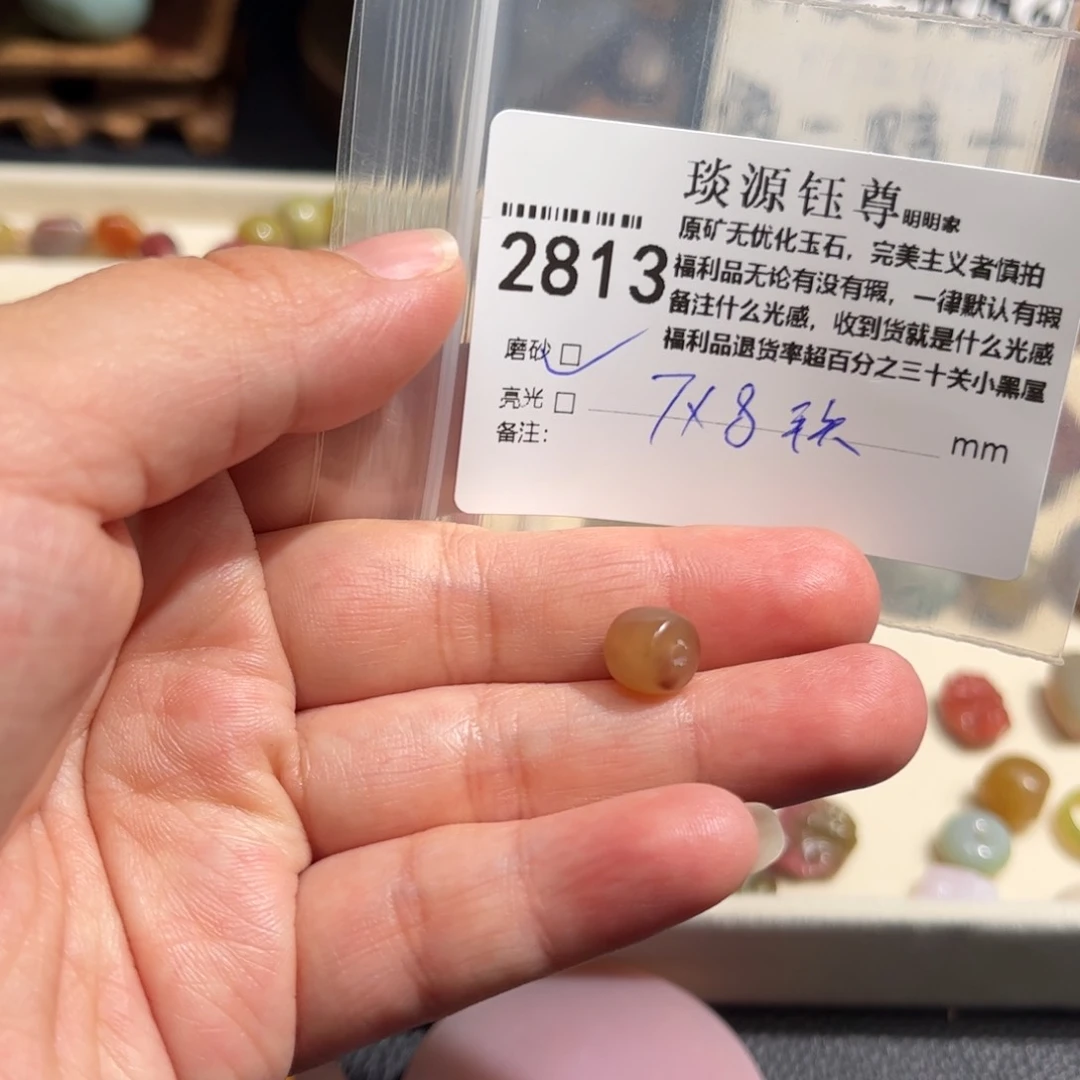 琰源钰尊明明家
原矿无优化玉石，完美主义者慎拍
2813
福利品无论有没有瑕，一律默认有瑕
备注什么光感，收到货就是什么光感
福利品退货率超百分之三十关小黑屋
磨砂
亮光
7X8
mm
备注：